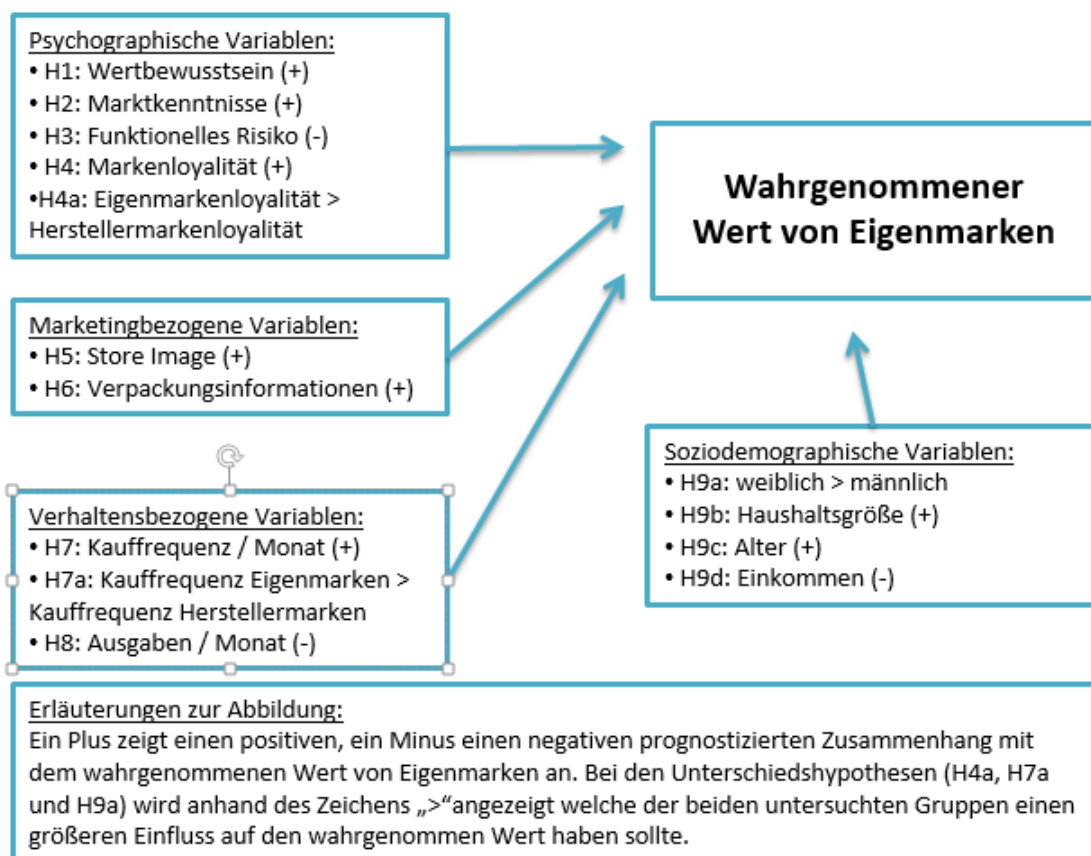 Psychographische Variablen:
• H1: Wertbewusstsein (+)
• H2: Marktkenntnisse (+)
• H3: Funktionelles Risiko (-)
• H4: Markenloyalität (+)
•H4a: Eigenmarkenloyalität >
Herstellermarkenloyalität
Wahrgenommener
Wert von Eigenmarken
Marketingbezogene Variablen:
• H5: Store Image (+)
• H6: Verpackungsinformationen (+)
Verhaltensbezogene Variablen:
• H7: Kauffrequenz / Monat (+)
• H7a: Kauffrequenz Eigenmarken >
Kauffrequenz Herstellermarken
• H8: Ausgaben / Monat (-)
Soziodemographische Variablen:
• H9a: weiblich > männlich
• H9b: Haushaltsgröße (+)
• H9c: Alter (+)
• H9d: Einkommen (-)
Erläuterungen zur Abbildung:
Ein Plus zeigt einen positiven, ein Minus einen negativen prognostizierten Zusammenhang mit
dem wahrgenommenen Wert von Eigenmarken an. Bei den Unterschiedshypothesen (H4a, H7a
und H9a) wird anhand des Zeichens „>“angezeigt welche der beiden untersuchten Gruppen einen
größeren Einfluss auf den wahrgenommen Wert haben sollte.